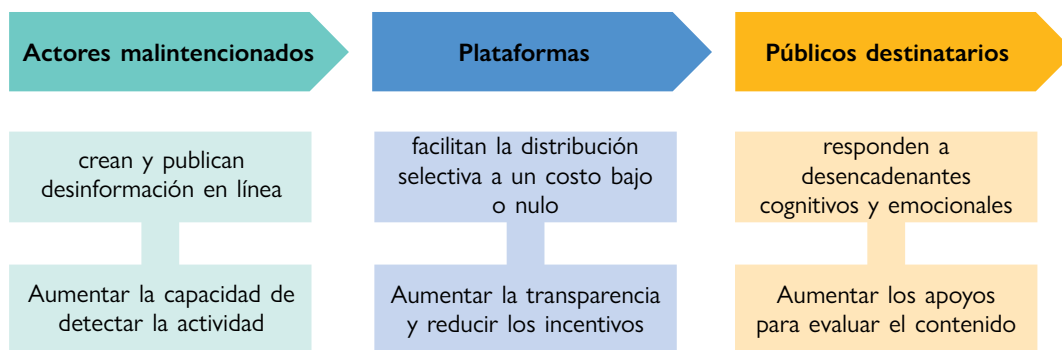 Actores malintencionados
Plataformas
Públicos destinatarios
crean y publican
desinformación en línea
facilitan la distribución
selectiva a un costo bajo
o nulo
responden a
desencadenantes
cognitivos y emocionales
Aumentar la capacidad de
detectar la actividad
Aumentar la transparencia
y reducir los incentivos
Aumentar los apoyos
para evaluar el contenido